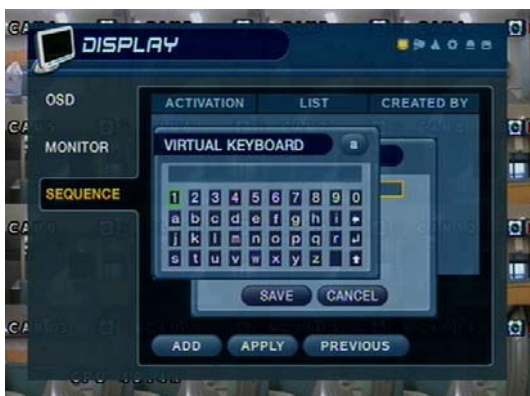 DISPLAY
OSD
MONITOR
SEQUENCE
ACTIVATION LIST CREATED BY
VIRTUAL KEYBOARD a
1 2 3 4 5 6 7 8 9 0
a b c d e f g h i
j k l m n o p q r
s t u v w x y z
SAVE CANCEL
ADD APPLY PREVIOUS